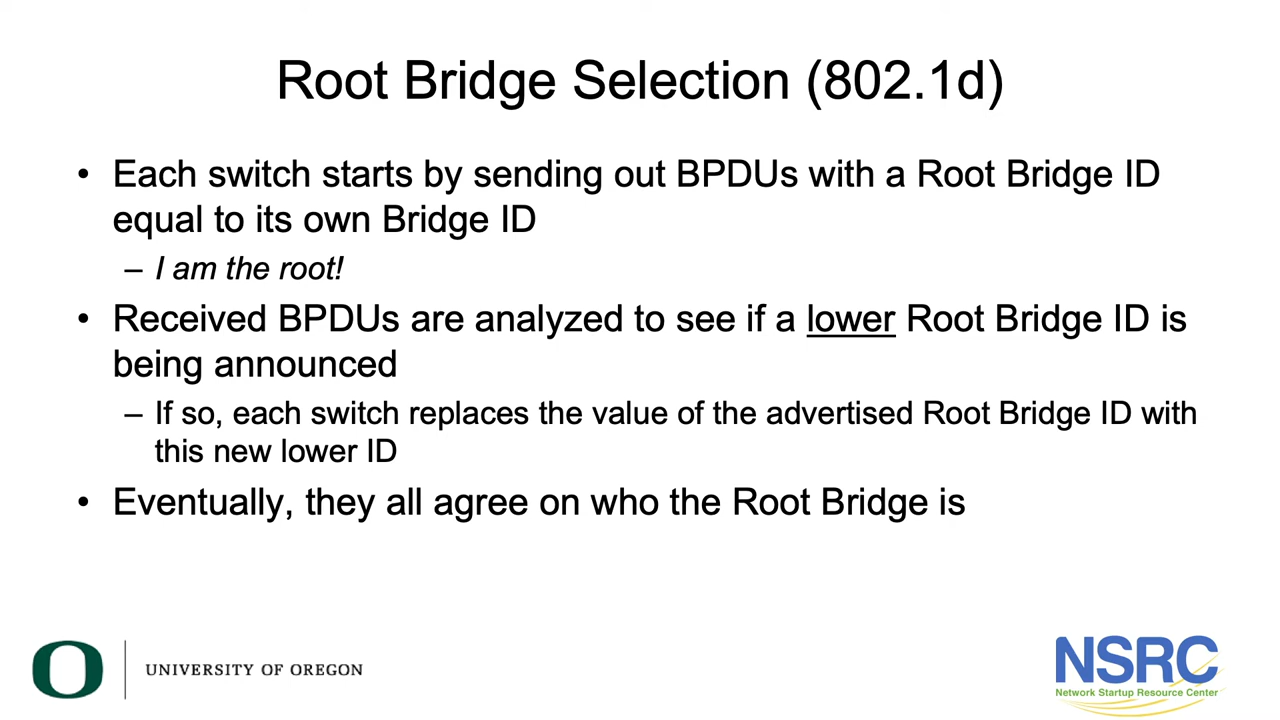 Root Bridge Selection (802.1d)
• Each switch starts by sending out BPDUs with a Root Bridge ID
equal to its own Bridge ID
– I am the root!
• Received BPDUs are analyzed to see if a lower Root Bridge ID is
being announced
– If so, each switch replaces the value of the advertised Root Bridge ID with
this new lower ID
• Eventually, they all agree on who the Root Bridge is
O UNIVERSITY OF OREGON
NSRC
Network Startup Resource Center